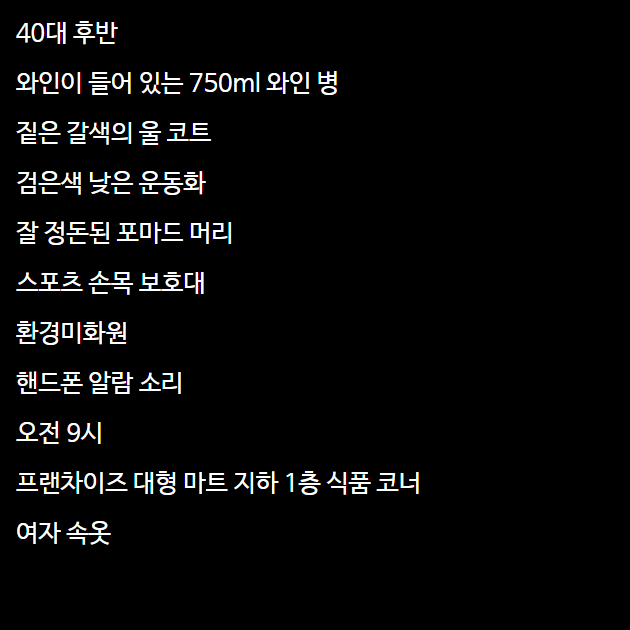 40대 후반
와인이 들어 있는 750ml 와인 병
짙은 갈색의 울 코트
검은색 낮은 운동화
잘 정돈된 포마드 머리
스포츠 손목 보호대
환경미화원
핸드폰 알람 소리
오전 9시
프랜차이즈 대형 마트 지하 1층 식품 코너
여자 속옷